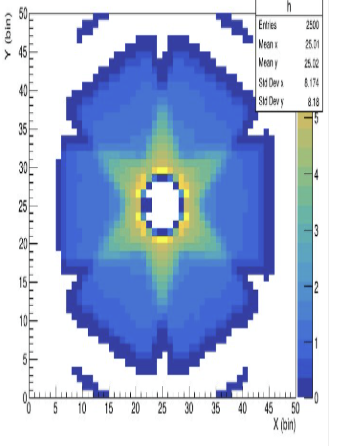 h
Entries 2500
Mean x 25.01
Mean y 25.02
Std Dev x 8.174
Std Dev y 8.18
Y (bin)
50
45
40
35
30
25
20
15
10
5
0
5
4
3
2
1
0
0 5 10 15 20 25 30 35 40 45 50
X (bin)